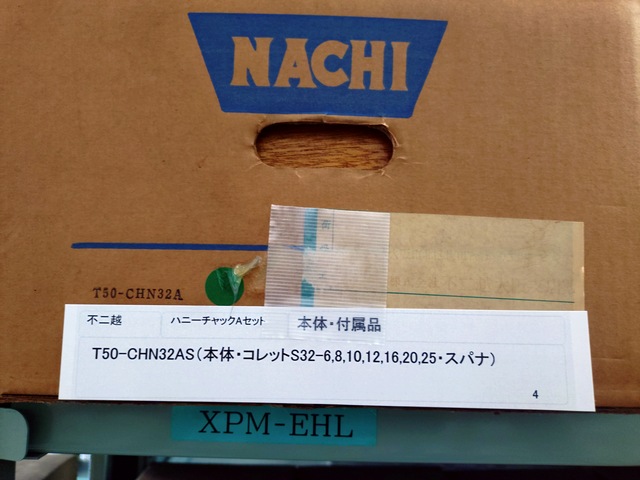 NACHI
T50-CHN32A
不二越 ハニーチャックAセット 本体・付属品
T50-CHN32AS(本体・コレットS32-6,8,10,12,16,20,25・スパナ)
4
XPM-EHL